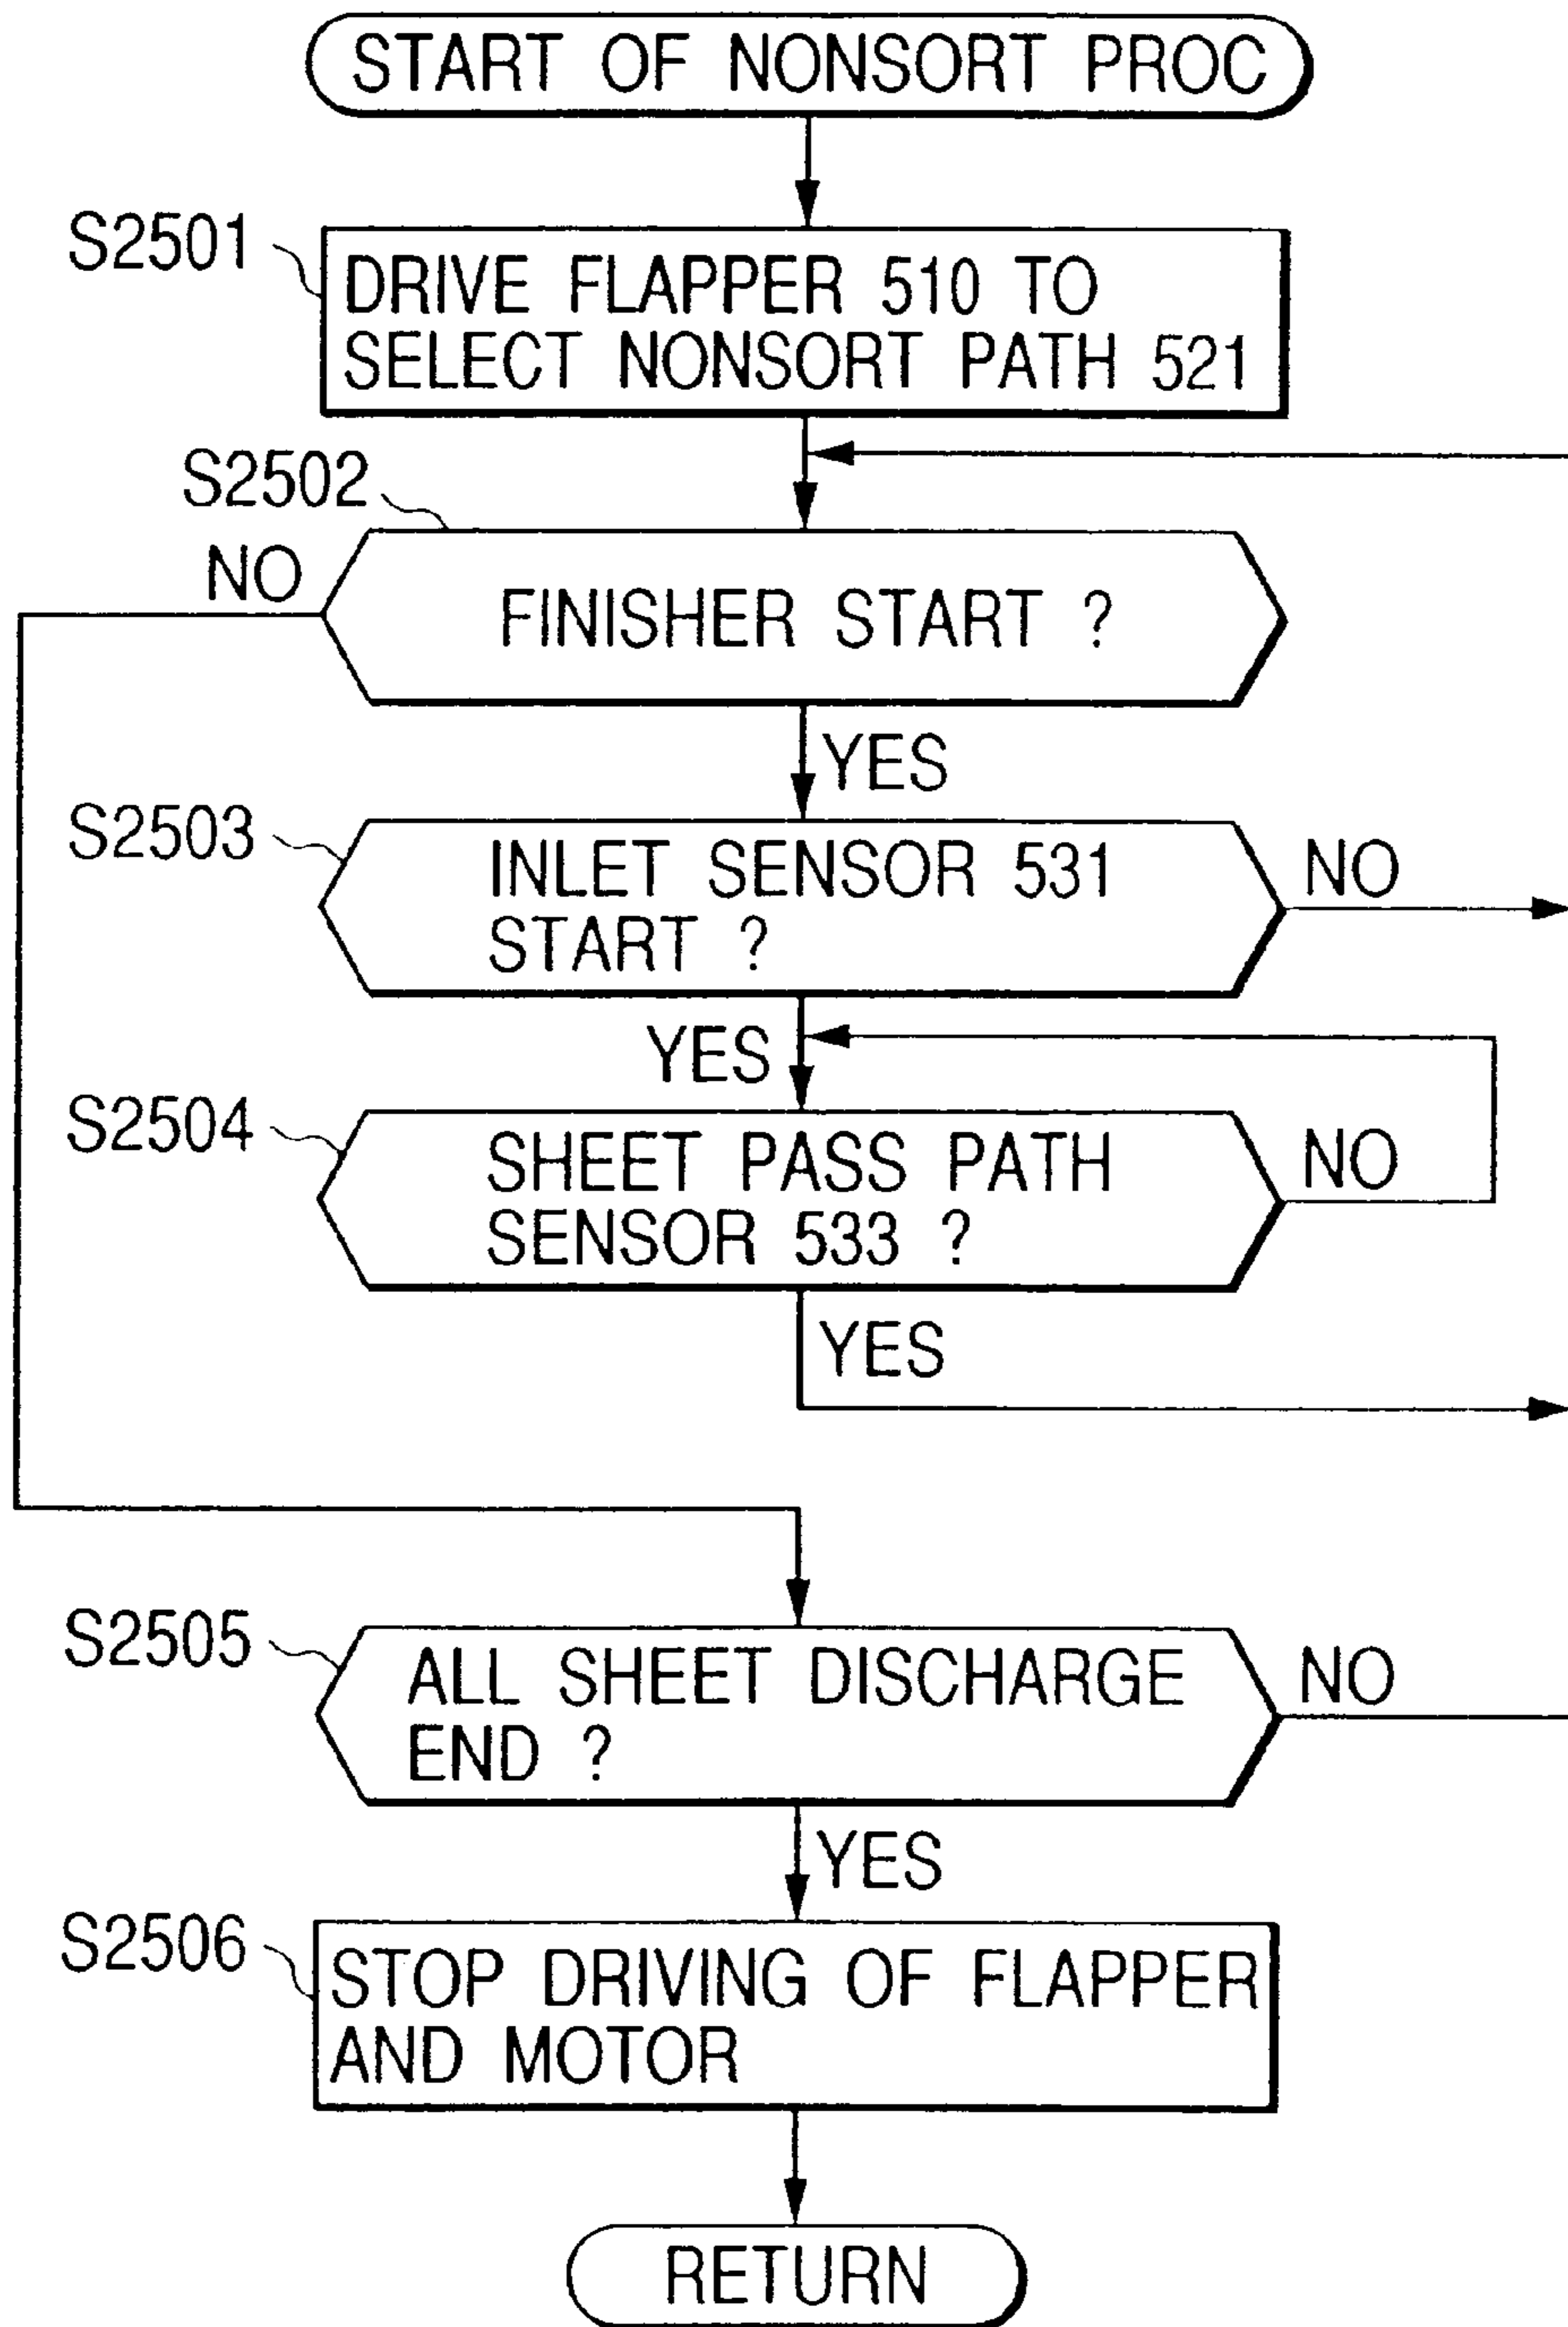 START OF NONSORT PROC
S2501
DRIVE FLAPPER 510 TO
SELECT NONSORT PATH 521
S2502
NO
FINISHER START ?
YES
S2503
INLET SENSOR 531
START ?
NO
YES
S2504
SHEET PASS PATH
SENSOR 533 ?
NO
YES
S2505
ALL SHEET DISCHARGE
END ?
NO
YES
S2506
STOP DRIVING OF FLAPPER
AND MOTOR
RETURN